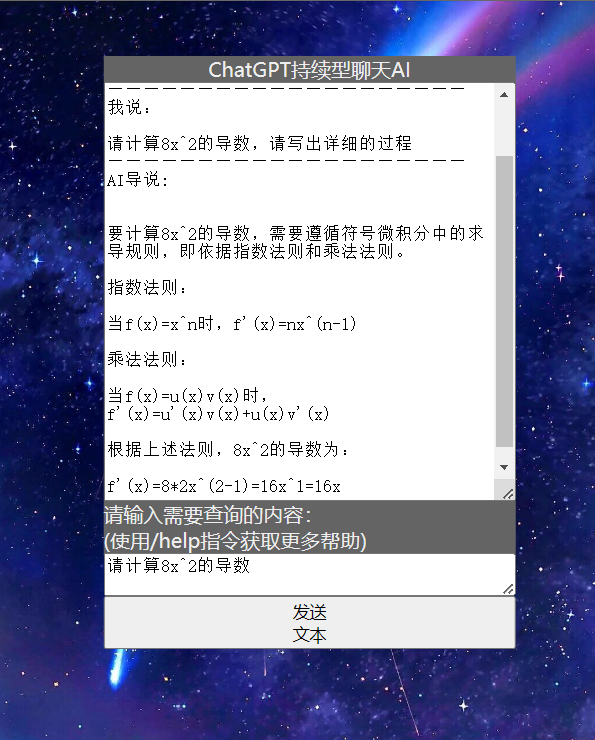 ChatGPT持续型聊天AI
－－－－－－－－－－－－－－－－－－－－
我说：
请计算8x^2的导数，请写出详细的过程
－－－－－－－－－－－－－－－－－－－－
AI导说:
要计算8x^2的导数，需要遵循符号微积分中的求
导规则，即依据指数法则和乘法法则。
指数法则：
当f(x)=x^n时，f'(x)=nx^(n-1)
乘法法则：
当f(x)=u(x)v(x)时，
f'(x)=u'(x)v(x)+u(x)v'(x)
根据上述法则，8x^2的导数为：
f'(x)=8*2x^(2-1)=16x^1=16x
请输入需要查询的内容：
(使用/help指令获取更多帮助)
请计算8x^2的导数
发送
文本